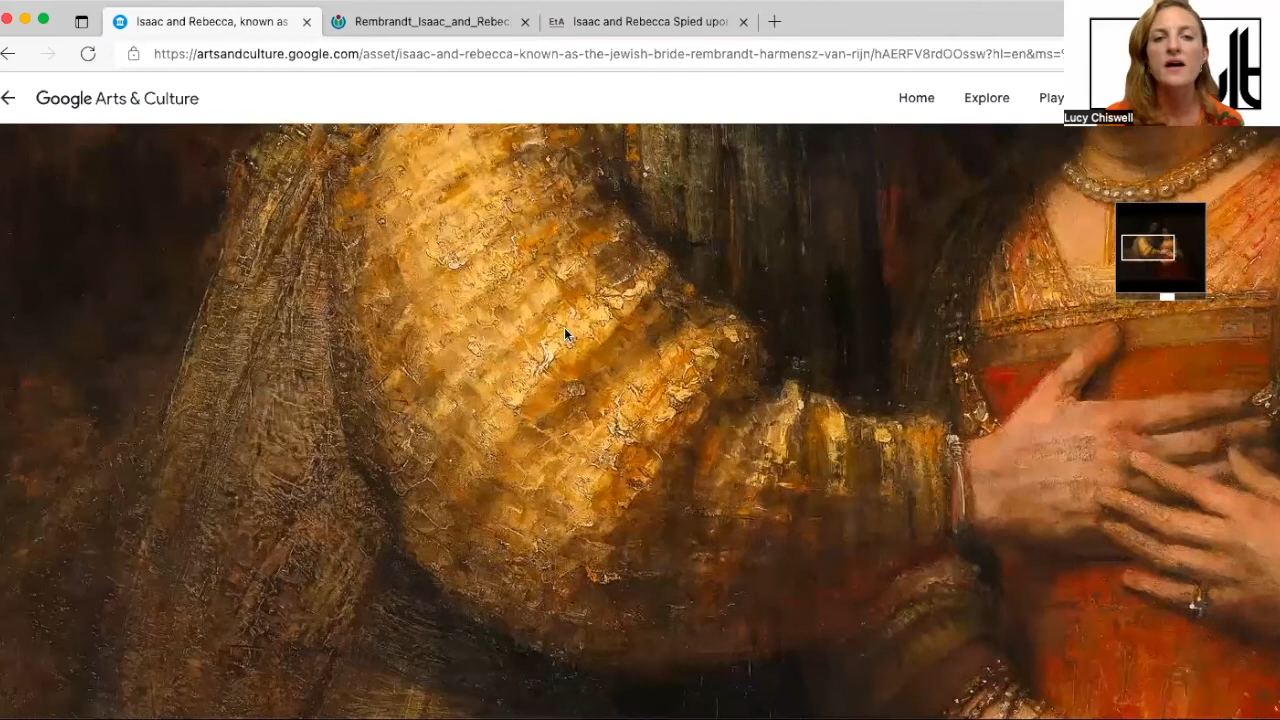 Isaac and Rebecca, known as
Rembrandt_Isaac_and_Rebec
EtA Isaac and Rebecca Spied upo
https://artsandculture.google.com/asset/isaac-and-rebecca-known-as-the-jewish-bride-rembrandt-harmensz-van-rijn/hAERFV8rdOOssw?hl=en&ms=
Google Arts & Culture
Home Explore Play
Lucy Chiswell